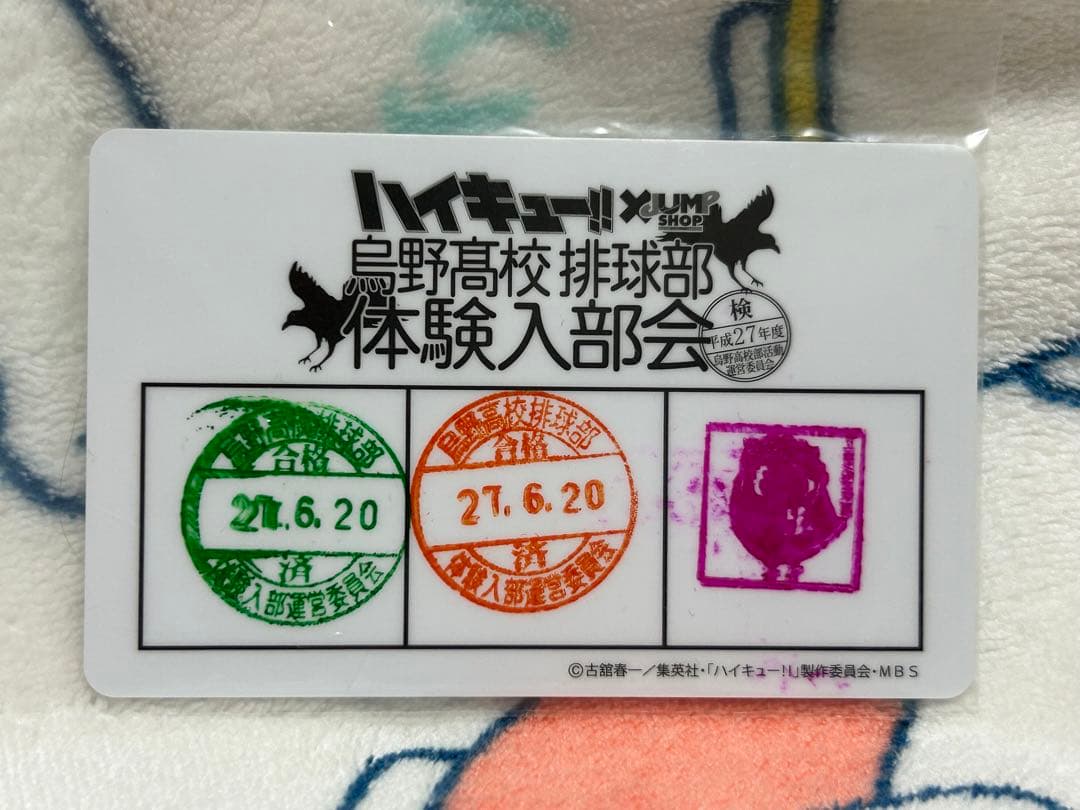 ハイキュー!!×JUMP SHOP
烏野高校 排球部
体験入部会
検
平成27年度
烏野高校部活動
運営委員会
烏野高校排球部
合格
27.6.20
済
体験入部運営委員会
烏野高校排球部
合格
27.6.20
済
体験入部運営委員会
©古舘春一/集英社・「ハイキュー!!」製作委員会・MBS